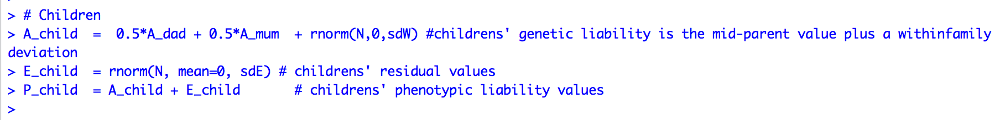 > # Children
> A_child  =  0.5*A_dad + 0.5*A_mum  + rnorm(N,0,sdW) #childrens' genetic liability is the mid-parent value plus a withinfamily
deviation
> E_child  = rnorm(N, mean=0, sdE) # childrens' residual values
> P_child  = A_child + E_child       # childrens' phenotypic liability values
>